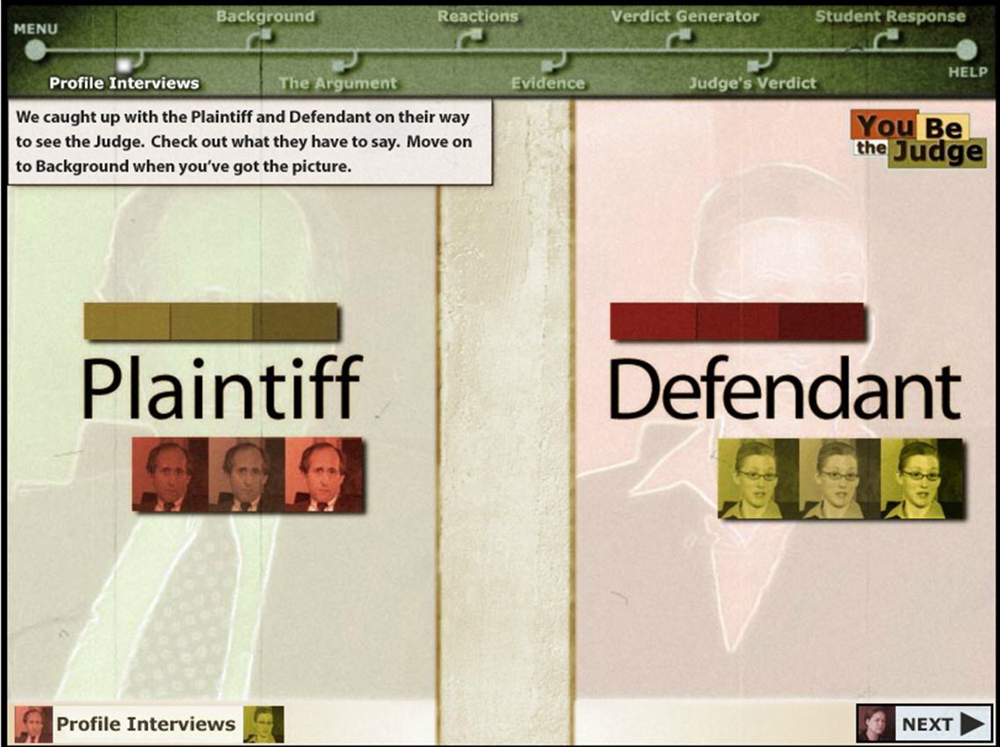 Background
Reactions
Verdict Generator
Student Response
MENU
Profile Interviews
The Argument
Evidence
Judge's Verdict
HELP
We caught up with the Plaintiff and Defendant on their way
to see the Judge. Check out what they have to say. Move on
to Background when you've got the picture.
You Be
the Judge
Plaintiff
Defendant
Profile Interviews
NEXT